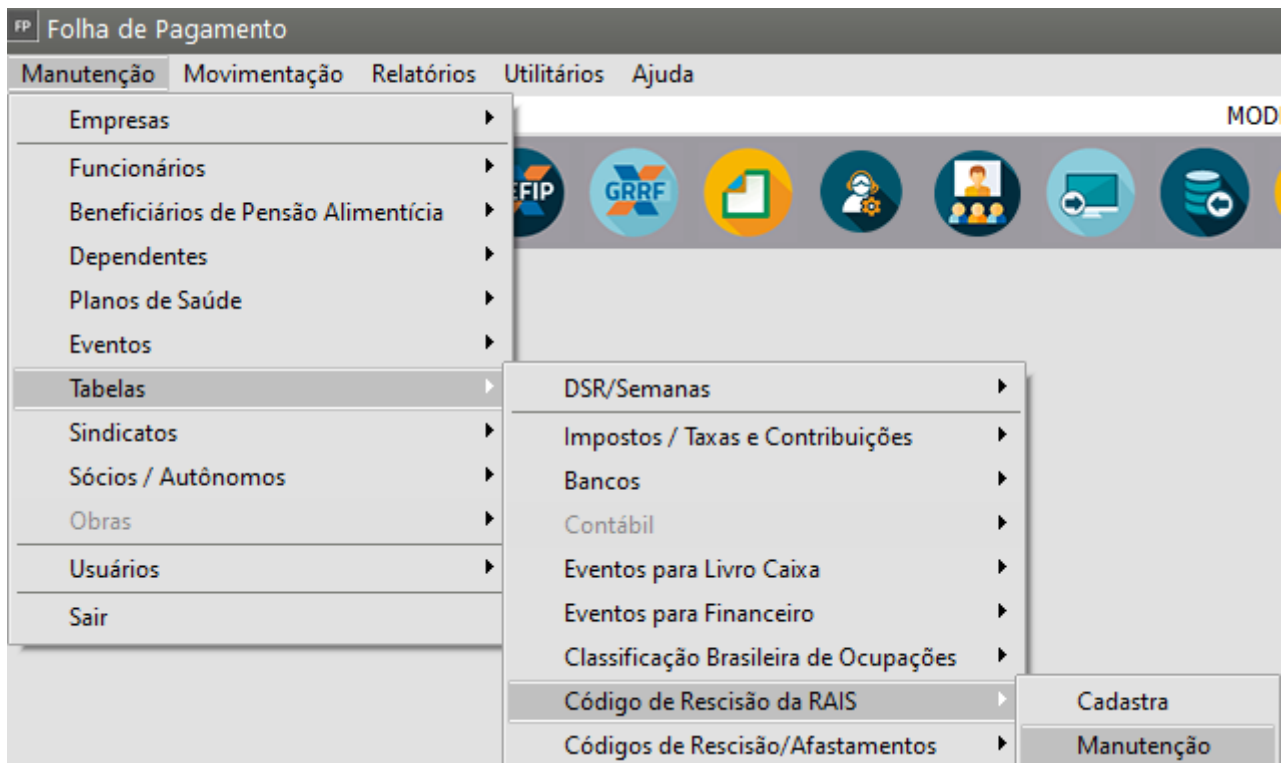 FP Folha de Pagamento
Manutenção Movimentação Relatórios Utilitários Ajuda
Empresas
MOD
Funcionários
Beneficiários de Pensão Alimentícia
Dependentes
Planos de Saúde
Eventos
Tabelas
Sindicatos
Sócios / Autônomos
Obras
Usuários
Sair
EFIP
GRRF
DSR/Semanas
Impostos / Taxas e Contribuições
Bancos
Contábil
Eventos para Livro Caixa
Eventos para Financeiro
Classificação Brasileira de Ocupações
Código de Rescisão da RAIS
Códigos de Rescisão/Afastamentos
Cadastra
Manutenção